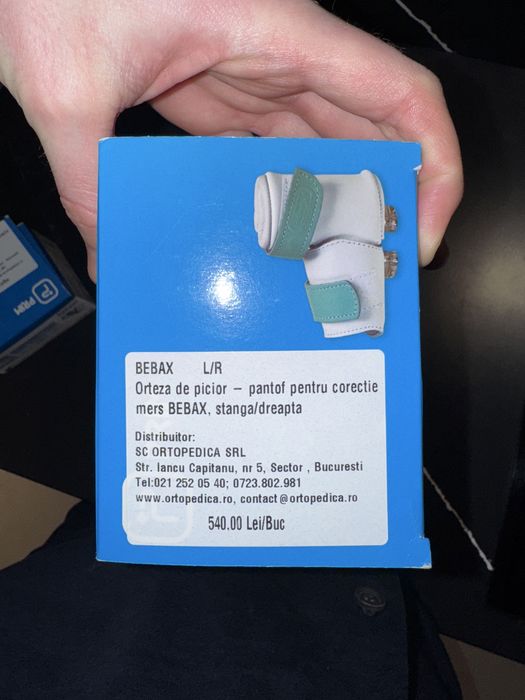 BEBAX L/R
Orteza de picior – pantof pentru corectie
mers BEBAX, stanga/dreapta
Distribuitor:
SC ORTOPEDICA SRL
Str. Iancu Capitanu, nr 5, Sector , Bucuresti
Tel:021 252 05 40; 0723.802.981
www.ortopedica.ro, contact @ortopedica.ro
540.00 Lei/Buc
PRIM